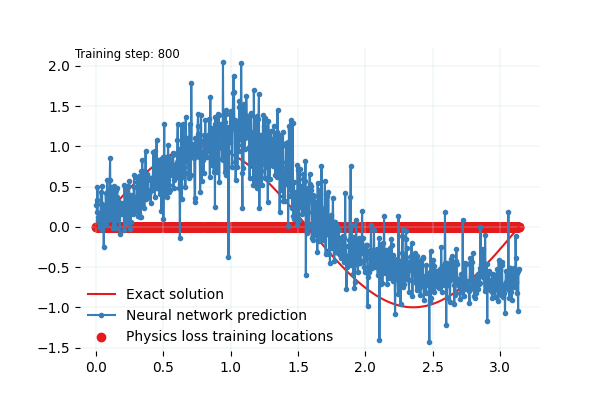 Training step: 800
2.0
1.5
1.0
0.5
0.0
−0.5
−1.0
−1.5
Exact solution
Neural network prediction
Physics loss training locations
0.0 0.5 1.0 1.5 2.0 2.5 3.0